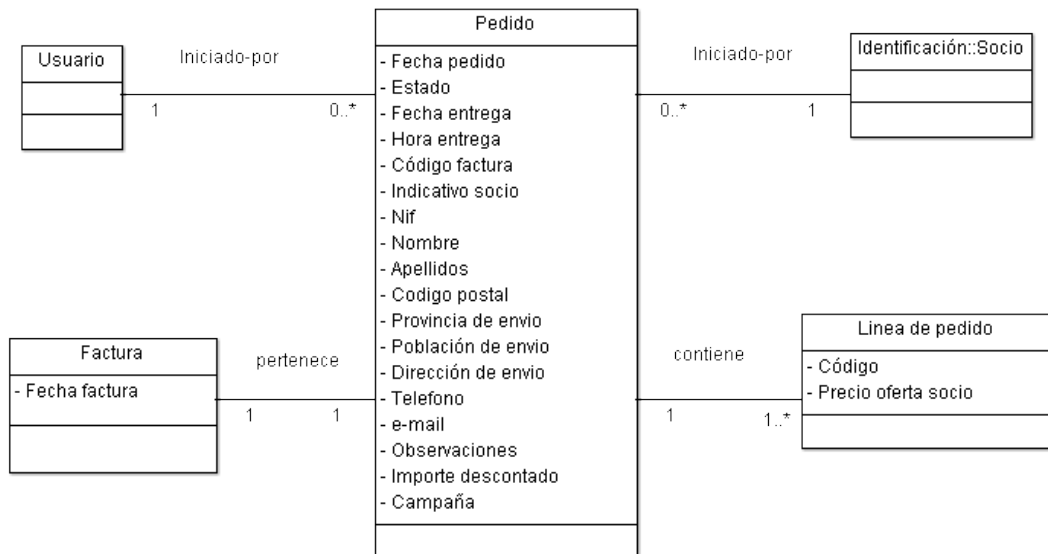 Pedido
Usuario
Iniciado-por
1
0..*
Iniciado-por
0..*
1
Identificación::Socio
- Fecha pedido
- Estado
- Fecha entrega
- Hora entrega
- Código factura
- Indicativo socio
- Nif
- Nombre
- Apellidos
- Codigo postal
- Provincia de envio
- Población de envio
- Dirección de envio
- Telefono
- e-mail
- Observaciones
- Importe descontado
- Campaña
Factura
- Fecha factura
pertenece
1
1
contiene
1
1..*
Linea de pedido
- Código
- Precio oferta socio